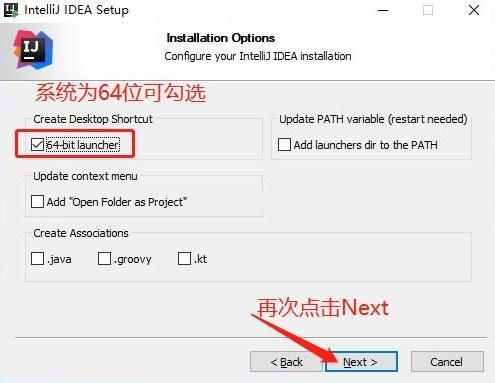 IntelliJ IDEA Setup
IJ
Installation Options
Configure your IntelliJ IDEA installation
系统为64位可勾选
Create Desktop Shortcut
Update PATH variable (restart needed)
64-bit launcher
Add launchers dir to the PATH
Update context menu
Add "Open Folder as Project"
Create Associations
.java
.groovy
.kt
再次点击Next
< Back
Next >
Cancel